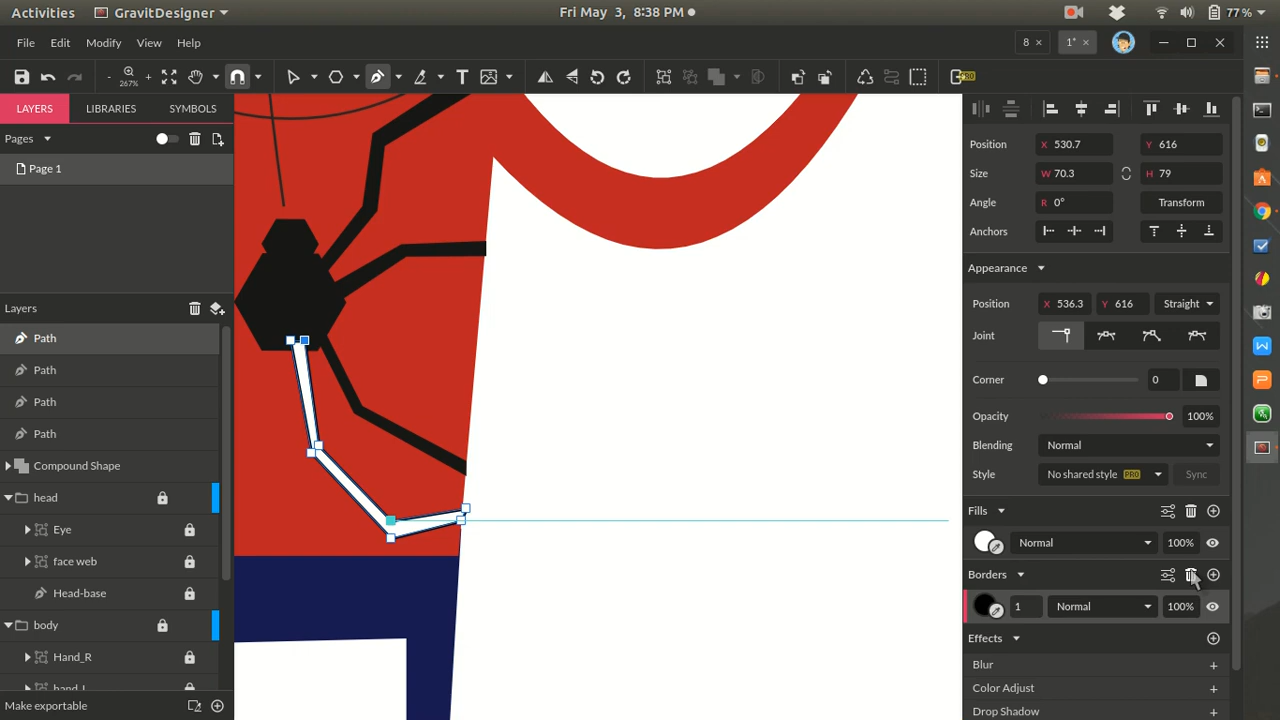 Activities GravitDesigner Fri May 3, 8:38 PM 77 %
File Edit Modify View Help 8 × 1* ×
- 267% + T PRO
LAYERS LIBRARIES SYMBOLS
Pages
Page 1
Layers
Path
Path
Path
Path
Compound Shape
head
Eye
face web
Head-base
body
Hand_R
hand_L
Make exportable
Position X 530.7 Y 616
Size W 70.3 H 79
Angle R 0° Transform
Anchors
Appearance
Position X 536.3 Y 616 Straight
Joint
Corner 0
Opacity 100%
Blending Normal
Style No shared style PRO Sync
Fills
Normal 100%
Borders
1 Normal 100%
Effects
Blur +
Color Adjust +
Drop Shadow +